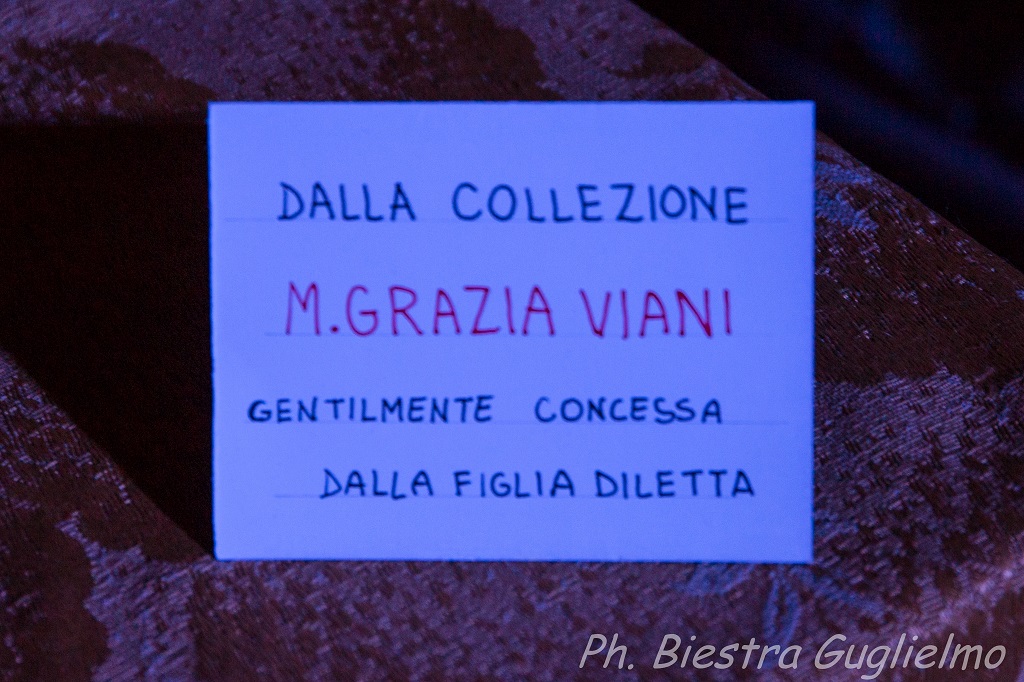 DALLA COLLEZIONE
M.GRAZIA VIANI
GENTILMENTE CONCESSA
DALLA FIGLIA DILETTA
Ph. Biestra Guglielmo